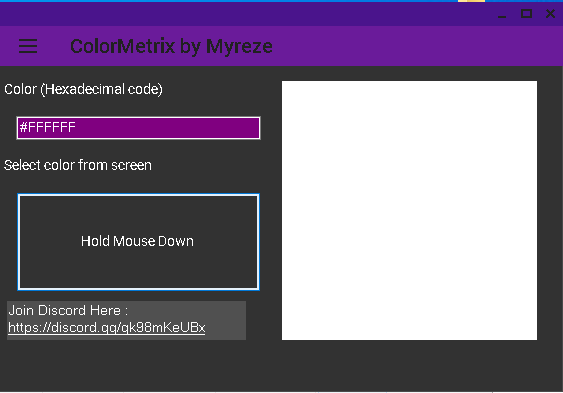 ColorMetrix by Myreze
Color (Hexadecimal code)
#FFFFFF
Select color from screen
Hold Mouse Down
Join Discord Here :
https://discord.gg/qk98mKeUBx